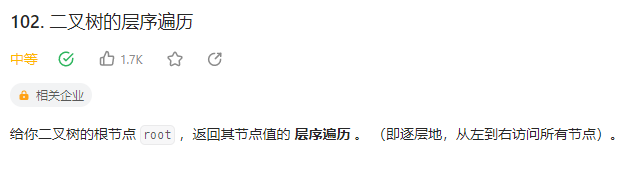 102. 二叉树的层序遍历
中等 1.7K
相关企业
给你二叉树的根节点 root ，返回其节点值的 层序遍历 。 （即逐层地，从左到右访问所有节点）。